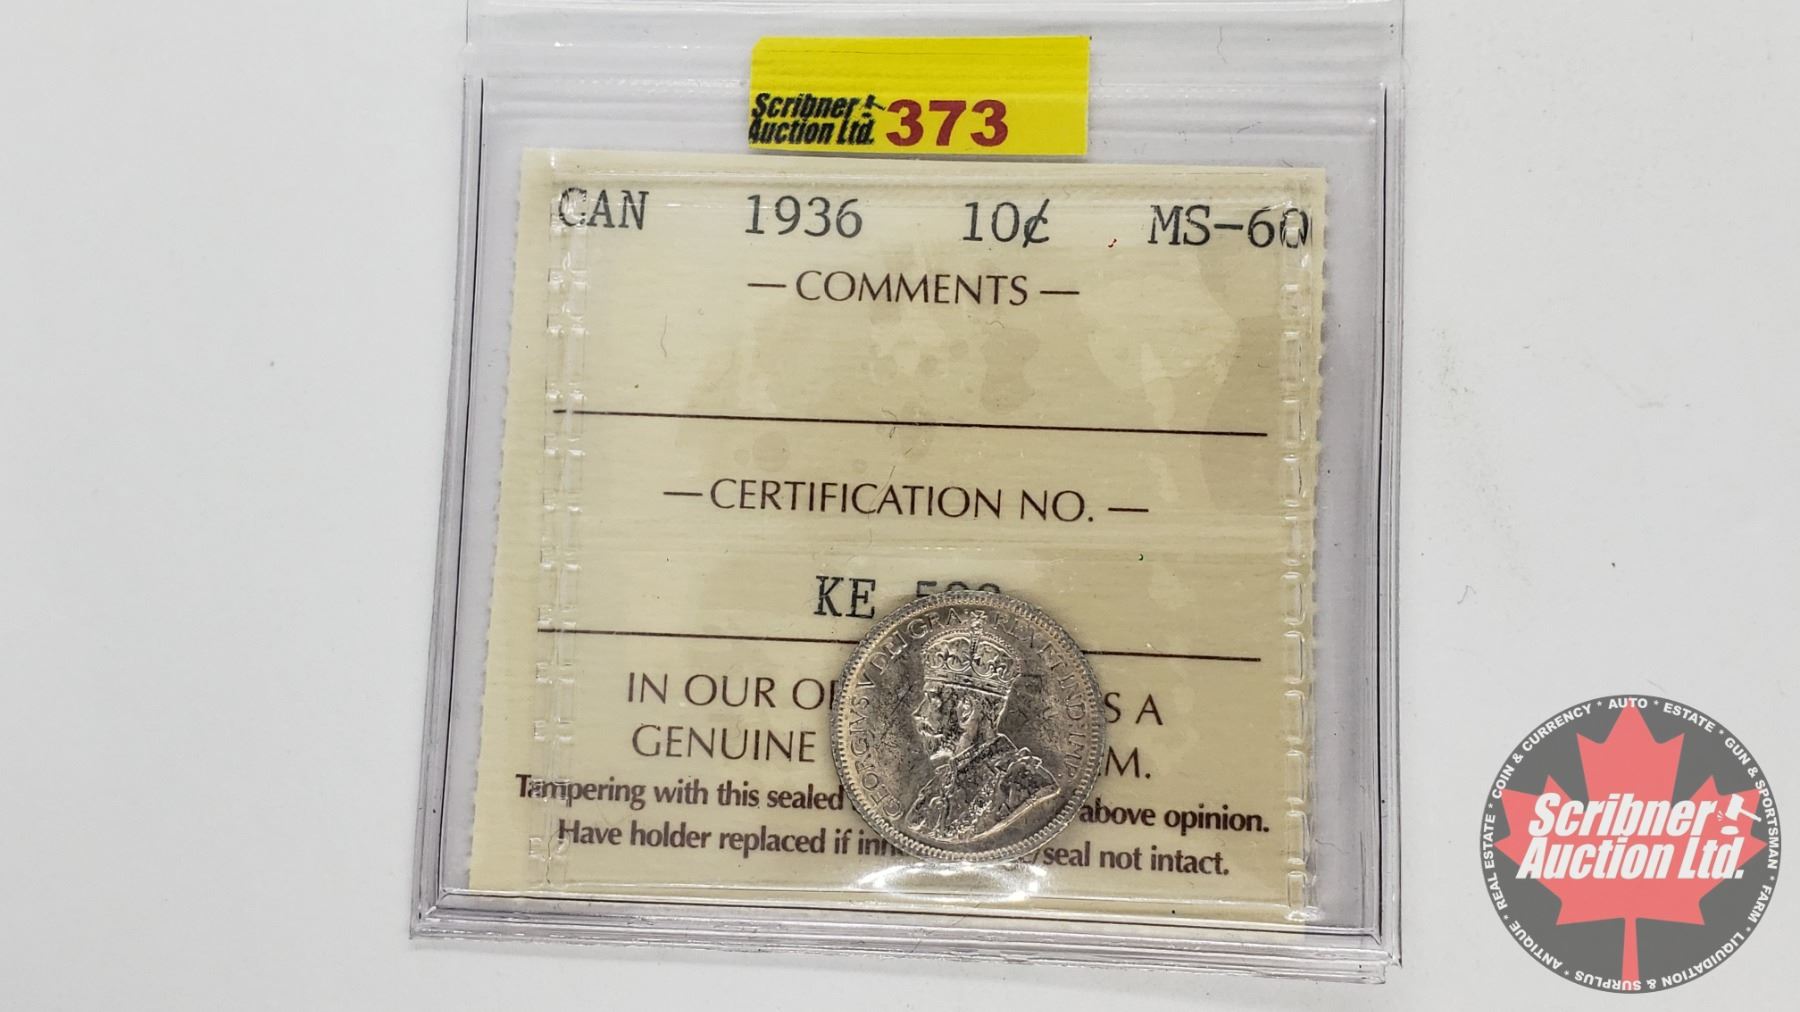 Scribner
Auction Ltd. 373
CAN 1936 10¢ MS-60
— COMMENTS —
— CERTIFICATION NO. —
KE
IN OUR A
GENUINE
Tampering with this sealed above opinion.
Have holder replaced if seal not intact.
GEORGIVS V DEI GRA: REX ET IND:IMP:
REAL ESTATE * COIN & CURRENCY * AUTO * ESTATE * GUN & SPORTSMAN * FARM * LIQUIDATION & SURPLUS * ANTIQUE *
Scribner
Auction Ltd.